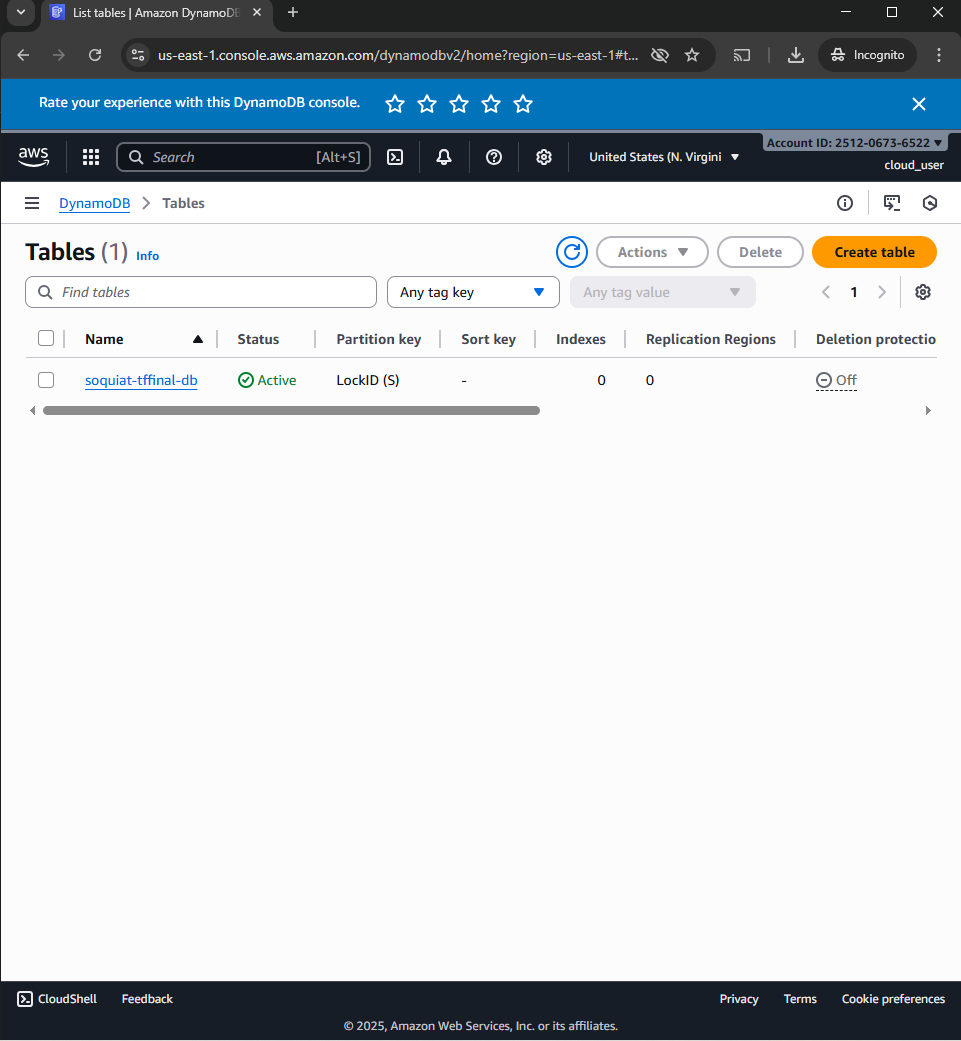 List tables | Amazon DynamoDB
us-east-1.console.aws.amazon.com/dynamodbv2/home?region=us-east-1#t...
Incognito
Rate your experience with this DynamoDB console.
aws
Search
[Alt+S]
United States (N. Virgini
Account ID: 2512-0673-6522
cloud_user
DynamoDB
Tables
Tables (1) Info
Actions
Delete
Create table
Find tables
Any tag key
Any tag value
1
Name Status Partition key Sort key Indexes Replication Regions Deletion protectio
soquiat-tffinal-db Active LockID (S) - 0 0 Off
CloudShell Feedback Privacy Terms Cookie preferences
© 2025, Amazon Web Services, Inc. or its affiliates.